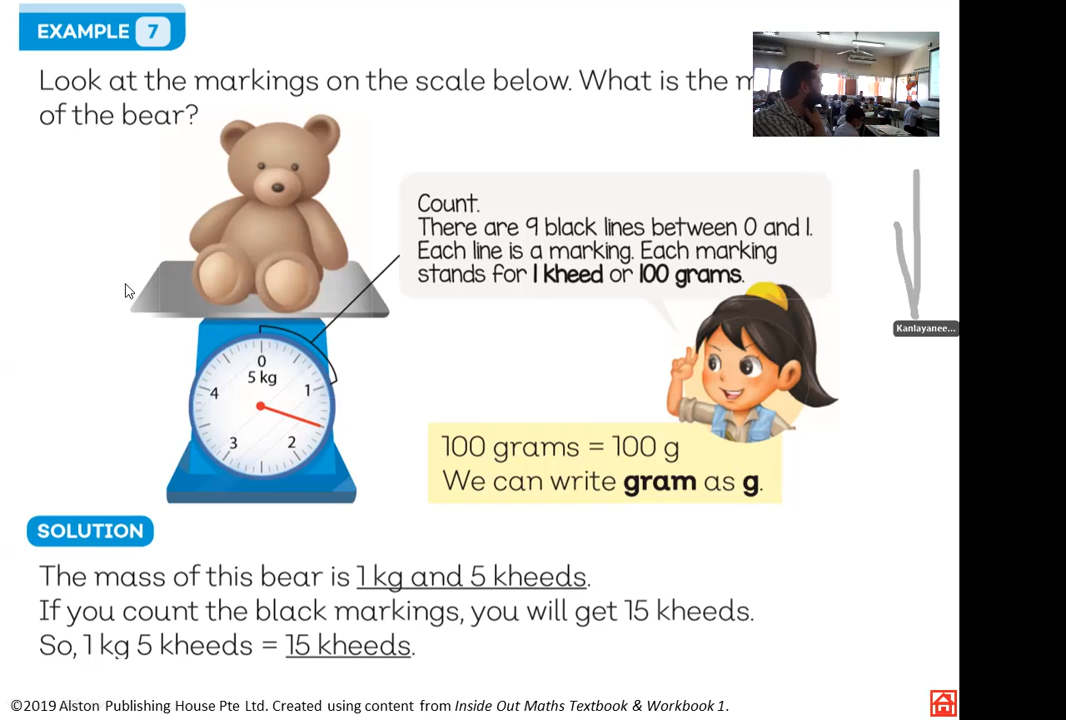 EXAMPLE 7
Look at the markings on the scale below. What is the
of the bear?
Count.
There are 9 black lines between 0 and 1.
Each line is a marking. Each marking
stands for 1 kheed or 100 grams.
Kanlayanee...
0
5 kg
1
4
3
2
100 grams = 100 g
We can write gram as g.
SOLUTION
The mass of this bear is 1 kg and 5 kheeds.
If you count the black markings, you will get 15 kheeds.
So, 1 kg 5 kheeds = 15 kheeds.
©2019 Alston Publishing House Pte Ltd. Created using content from Inside Out Maths Textbook & Workbook 1.